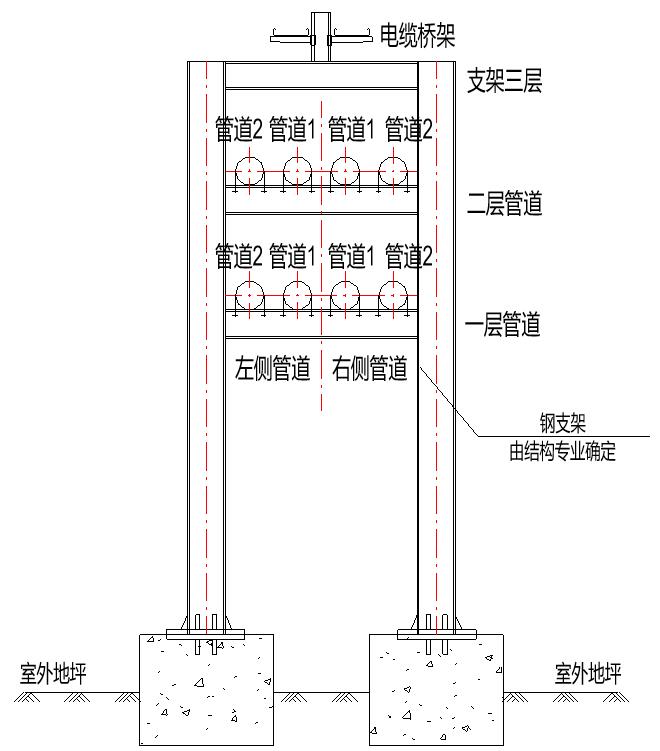 电缆桥架
支架三层
管道2 管道1 管道1 管道2
二层管道
管道2 管道1 管道1 管道2
一层管道
左侧管道 右侧管道
钢支架
由结构专业确定
室外地坪 室外地坪